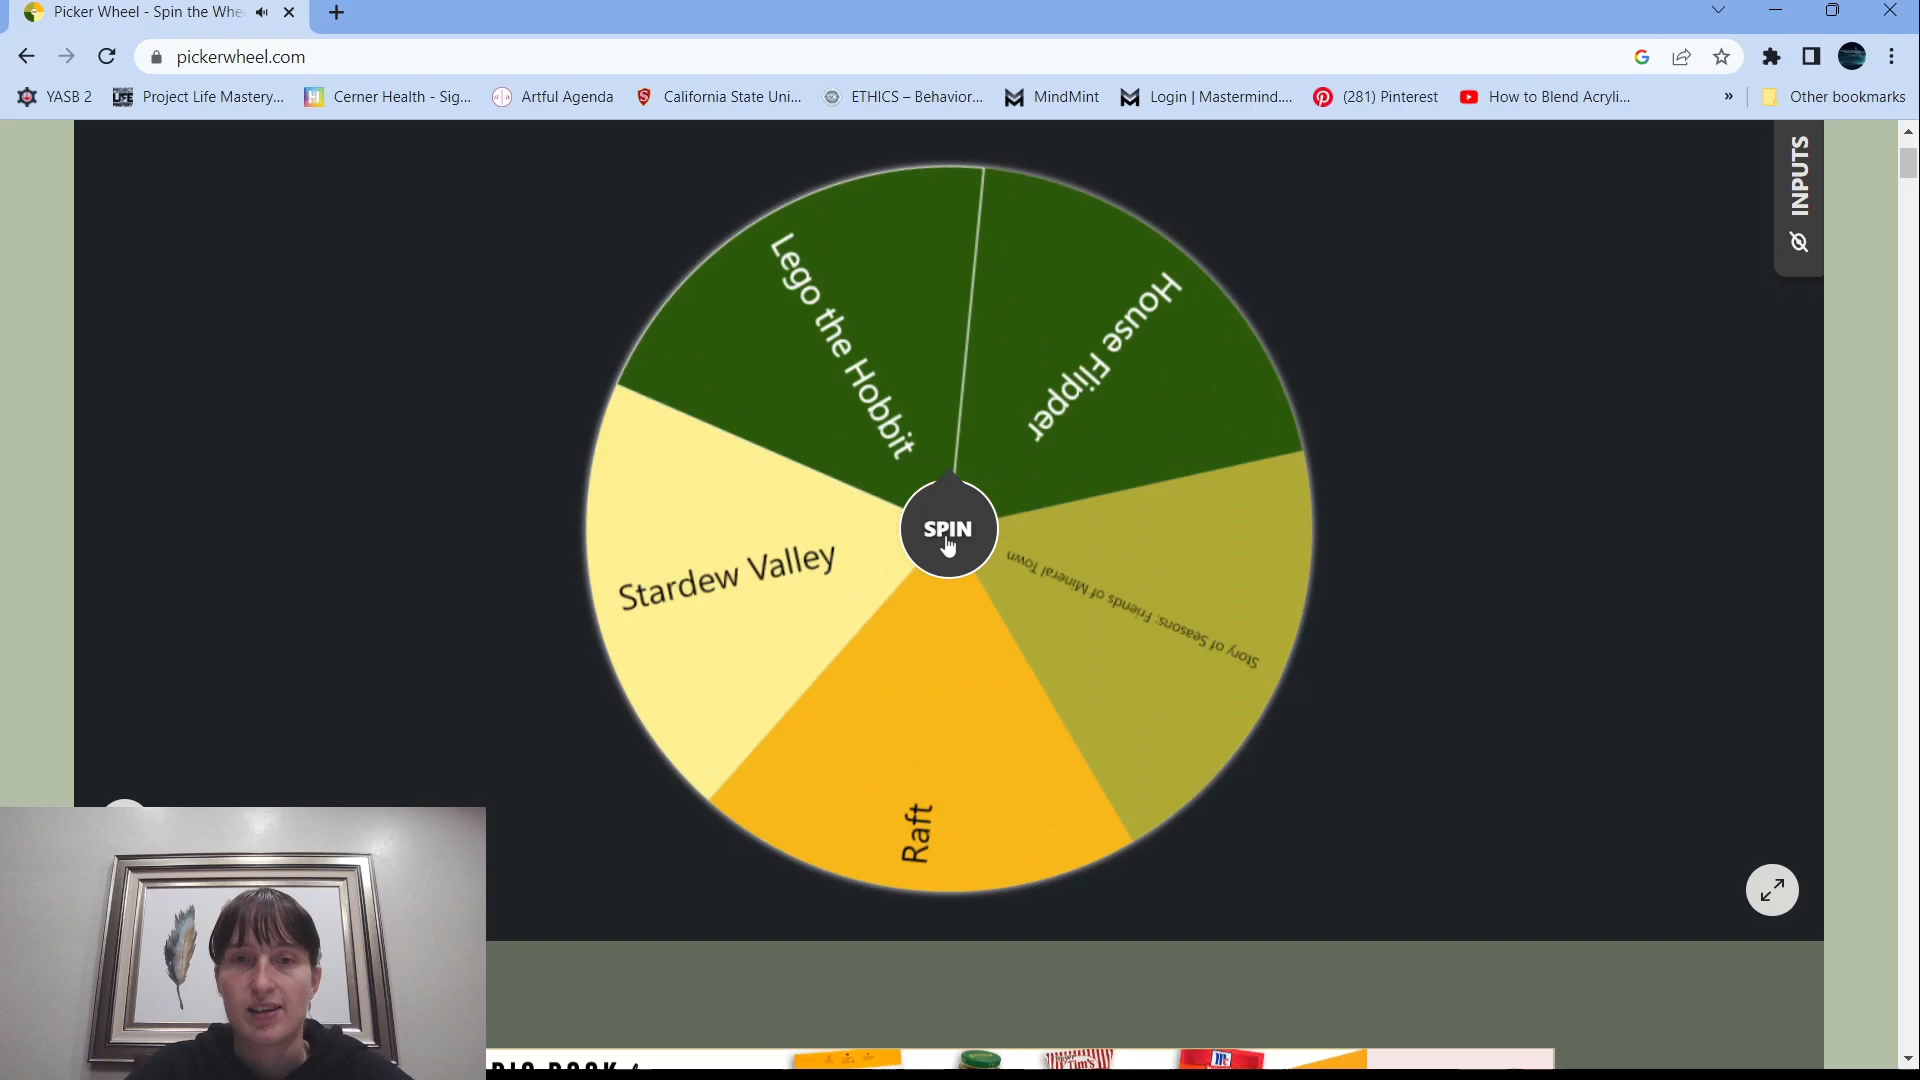 Picker Wheel - Spin the Whe
pickerwheel.com
YASB 2
Project Life Mastery...
Cerner Health - Sig...
Artful Agenda
California State Uni...
ETHICS – Behavior...
MindMint
Login | Mastermind....
(281) Pinterest
How to Blend Acryli...
»
Other bookmarks
INPUTS
Lego the Hobbit
House Flipper
SPIN
Stardew Valley
Story of Seasons: Friends of Mineral Town
Raft